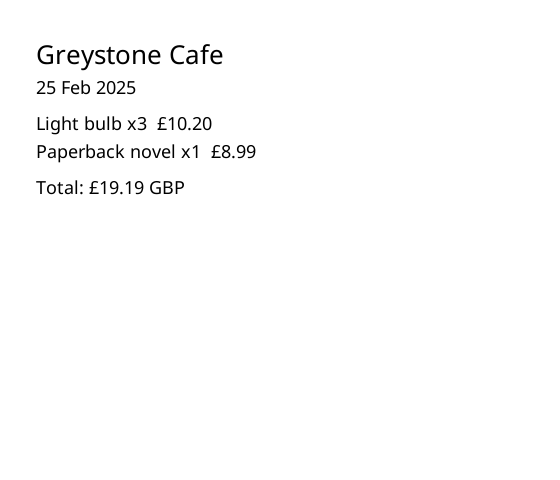 Greystone Cafe
25 Feb 2025
Light bulb x3 £10.20
Paperback novel x1 £8.99
Total: £19.19 GBP